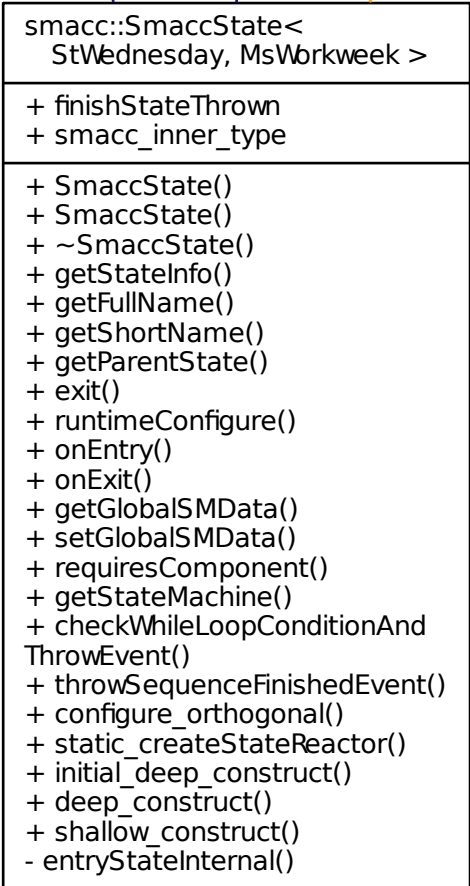 smacc::SmaccState<
StWednesday, MsWorkweek >
+ finishStateThrown
+ smacc_inner_type
+ SmaccState()
+ SmaccState()
+ ~SmaccState()
+ getStateInfo()
+ getFullName()
+ getShortName()
+ getParentState()
+ exit()
+ runtimeConfigure()
+ onEntry()
+ onExit()
+ getGlobalSMData()
+ setGlobalSMData()
+ requiresComponent()
+ getStateMachine()
+ checkWhileLoopConditionAnd
ThrowEvent()
+ throwSequenceFinishedEvent()
+ configure_orthogonal()
+ static_createStateReactor()
+ initial_deep_construct()
+ deep_construct()
+ shallow_construct()
- entryStateInternal()